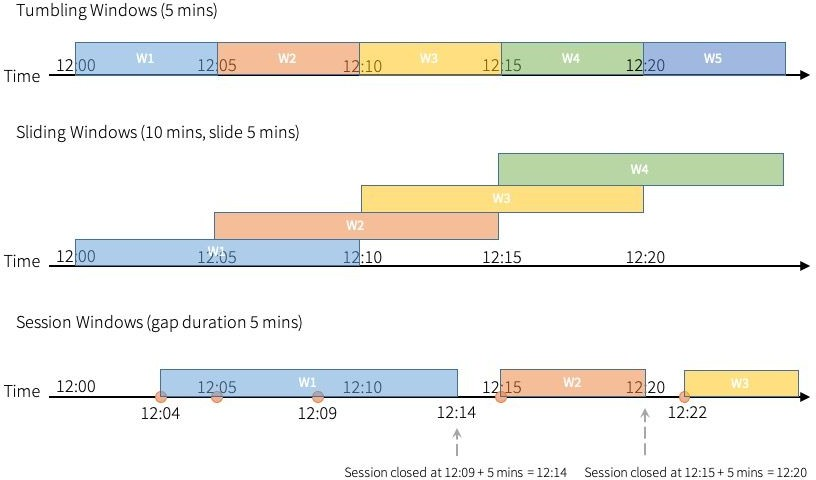 Tumbling Windows (5 mins)
W1 W2 W3 W4 W5
Time 12:00 12:05 12:10 12:15 12:20
Sliding Windows (10 mins, slide 5 mins)
W4
W3
W2
W1
Time 12:00 12:05 12:10 12:15 12:20
Session Windows (gap duration 5 mins)
W1 W2 W3
Time 12:00 12:05 12:10 12:15 12:20
12:04 12:09 12:14 12:22
Session closed at 12:09 + 5 mins = 12:14 Session closed at 12:15 + 5 mins = 12:20